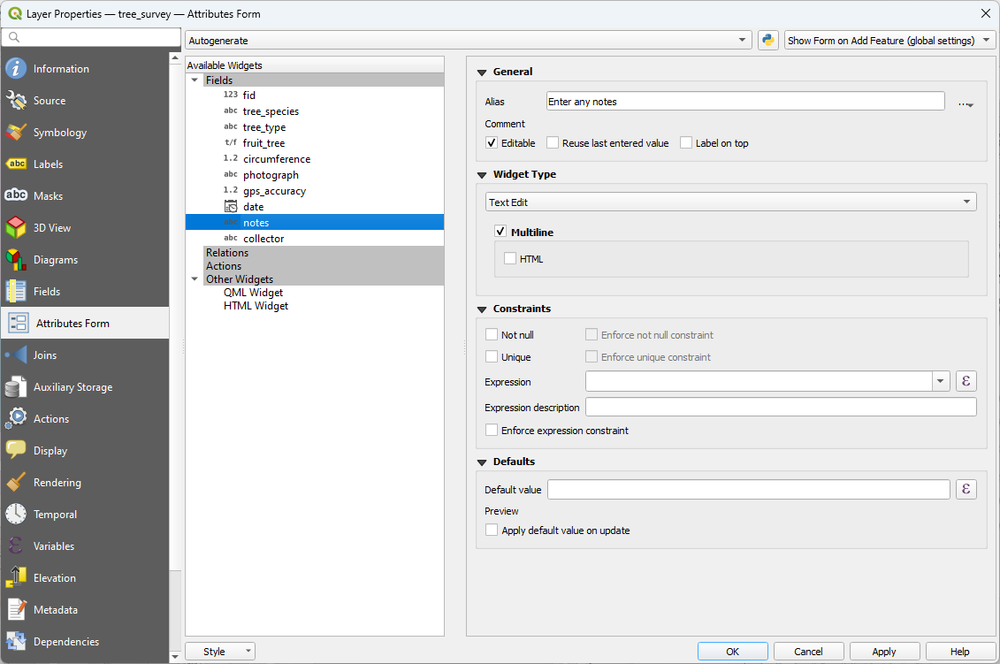 Layer Properties — tree_survey — Attributes Form
Autogenerate
Show Form on Add Feature (global settings)
Information
Source
Symbology
abc Labels
abc Masks
3D View
Diagrams
Fields
Attributes Form
Joins
Auxiliary Storage
Actions
Display
Rendering
Temporal
Variables
Elevation
Metadata
Dependencies
Available Widgets
Fields
123 fid
abc tree_species
abc tree_type
t/f fruit_tree
1.2 circumference
abc photograph
1.2 gps_accuracy
date
abc notes
abc collector
Relations
Actions
Other Widgets
QML Widget
HTML Widget
General
Alias Enter any notes ...
Comment
Editable Reuse last entered value Label on top
Widget Type
Text Edit
Multiline
HTML
Constraints
Not null Enforce not null constraint
Unique Enforce unique constraint
Expression ε
Expression description
Enforce expression constraint
Defaults
Default value ε
Preview
Apply default value on update
Style OK Cancel Apply Help